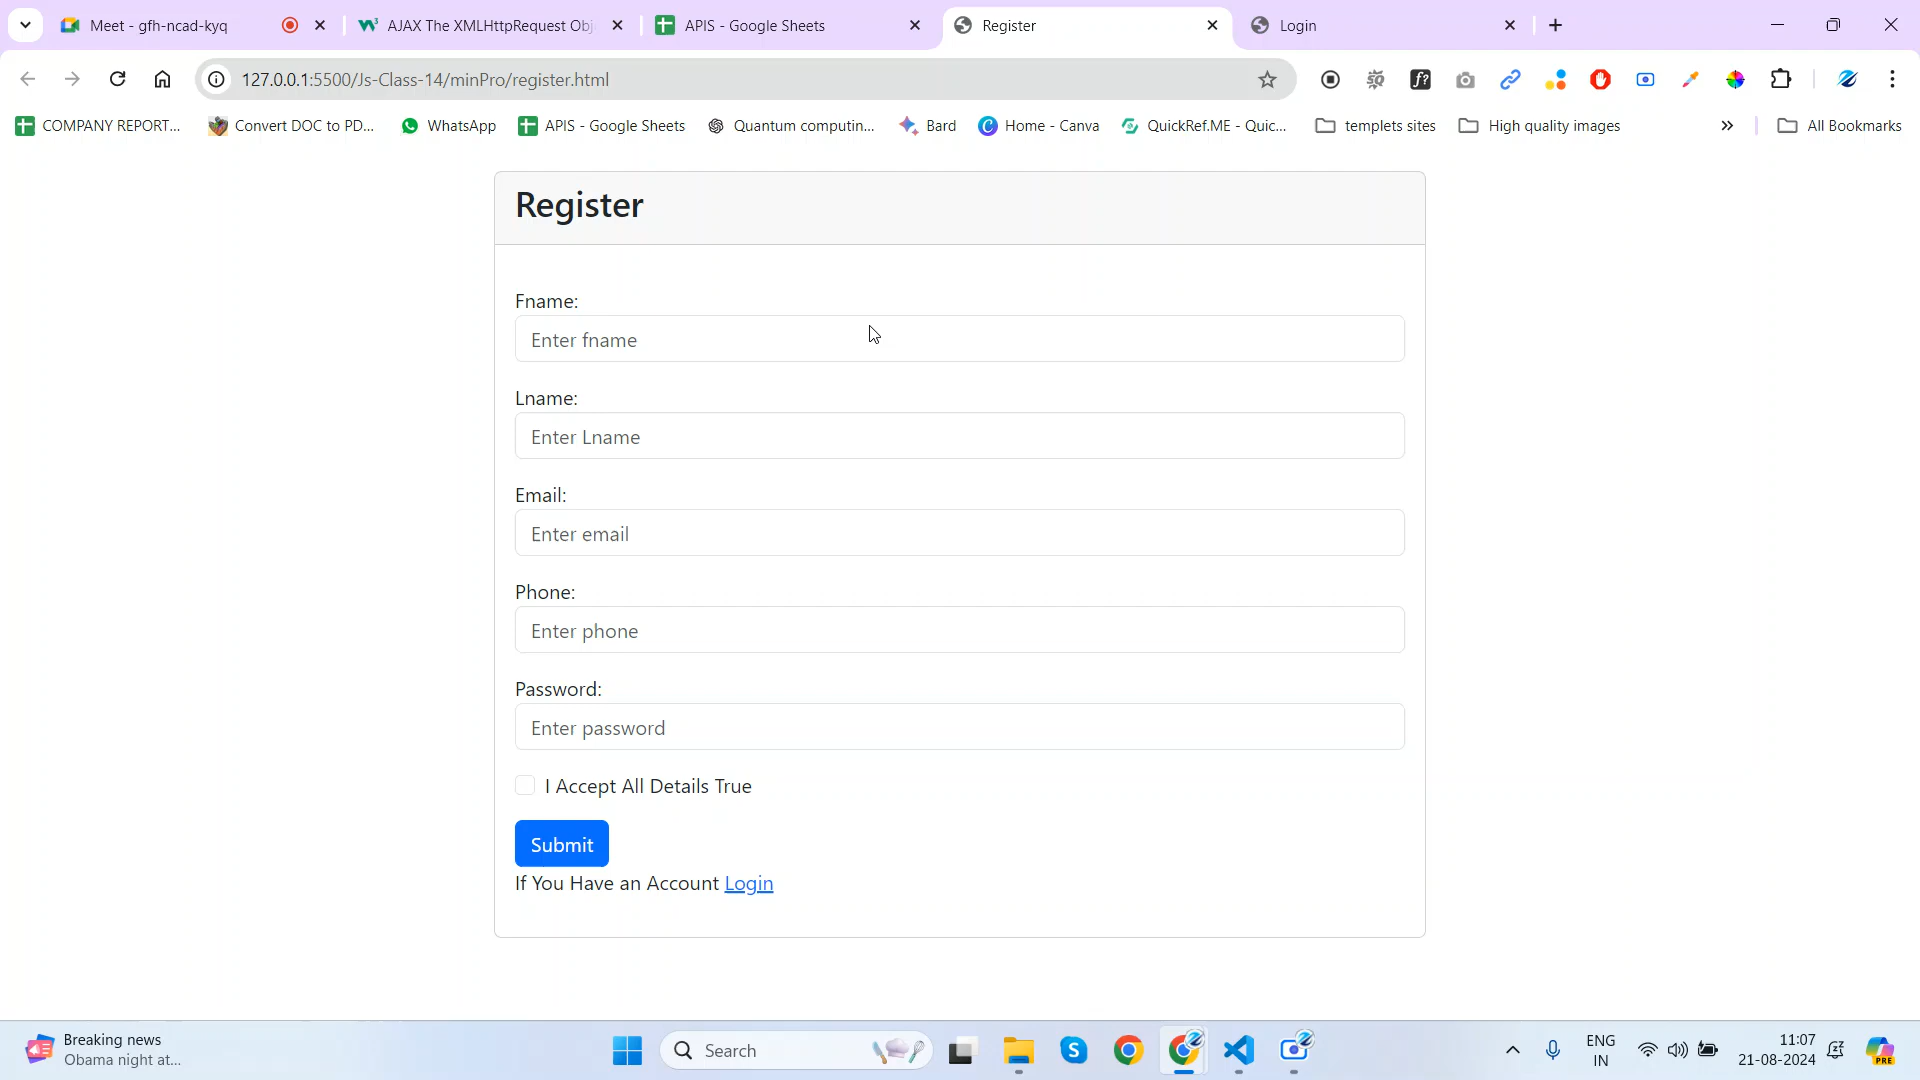 Meet - gfh-ncad-kyq
AJAX The XMLHttpRequest Obj
APIS - Google Sheets
Register
Login
127.0.0.1:5500/Js-Class-14/minPro/register.html
COMPANY REPORT...
Convert DOC to PD...
WhatsApp
APIS - Google Sheets
Quantum computin...
Bard
Home - Canva
QuickRef.ME - Quic...
templets sites
High quality images
All Bookmarks
Register
Fname:
Enter fname
Lname:
Enter Lname
Email:
Enter email
Phone:
Enter phone
Password:
Enter password
I Accept All Details True
Submit
If You Have an Account Login
Breaking news
Obama night at...
Search
ENG
IN
11:07
21-08-2024
PRE